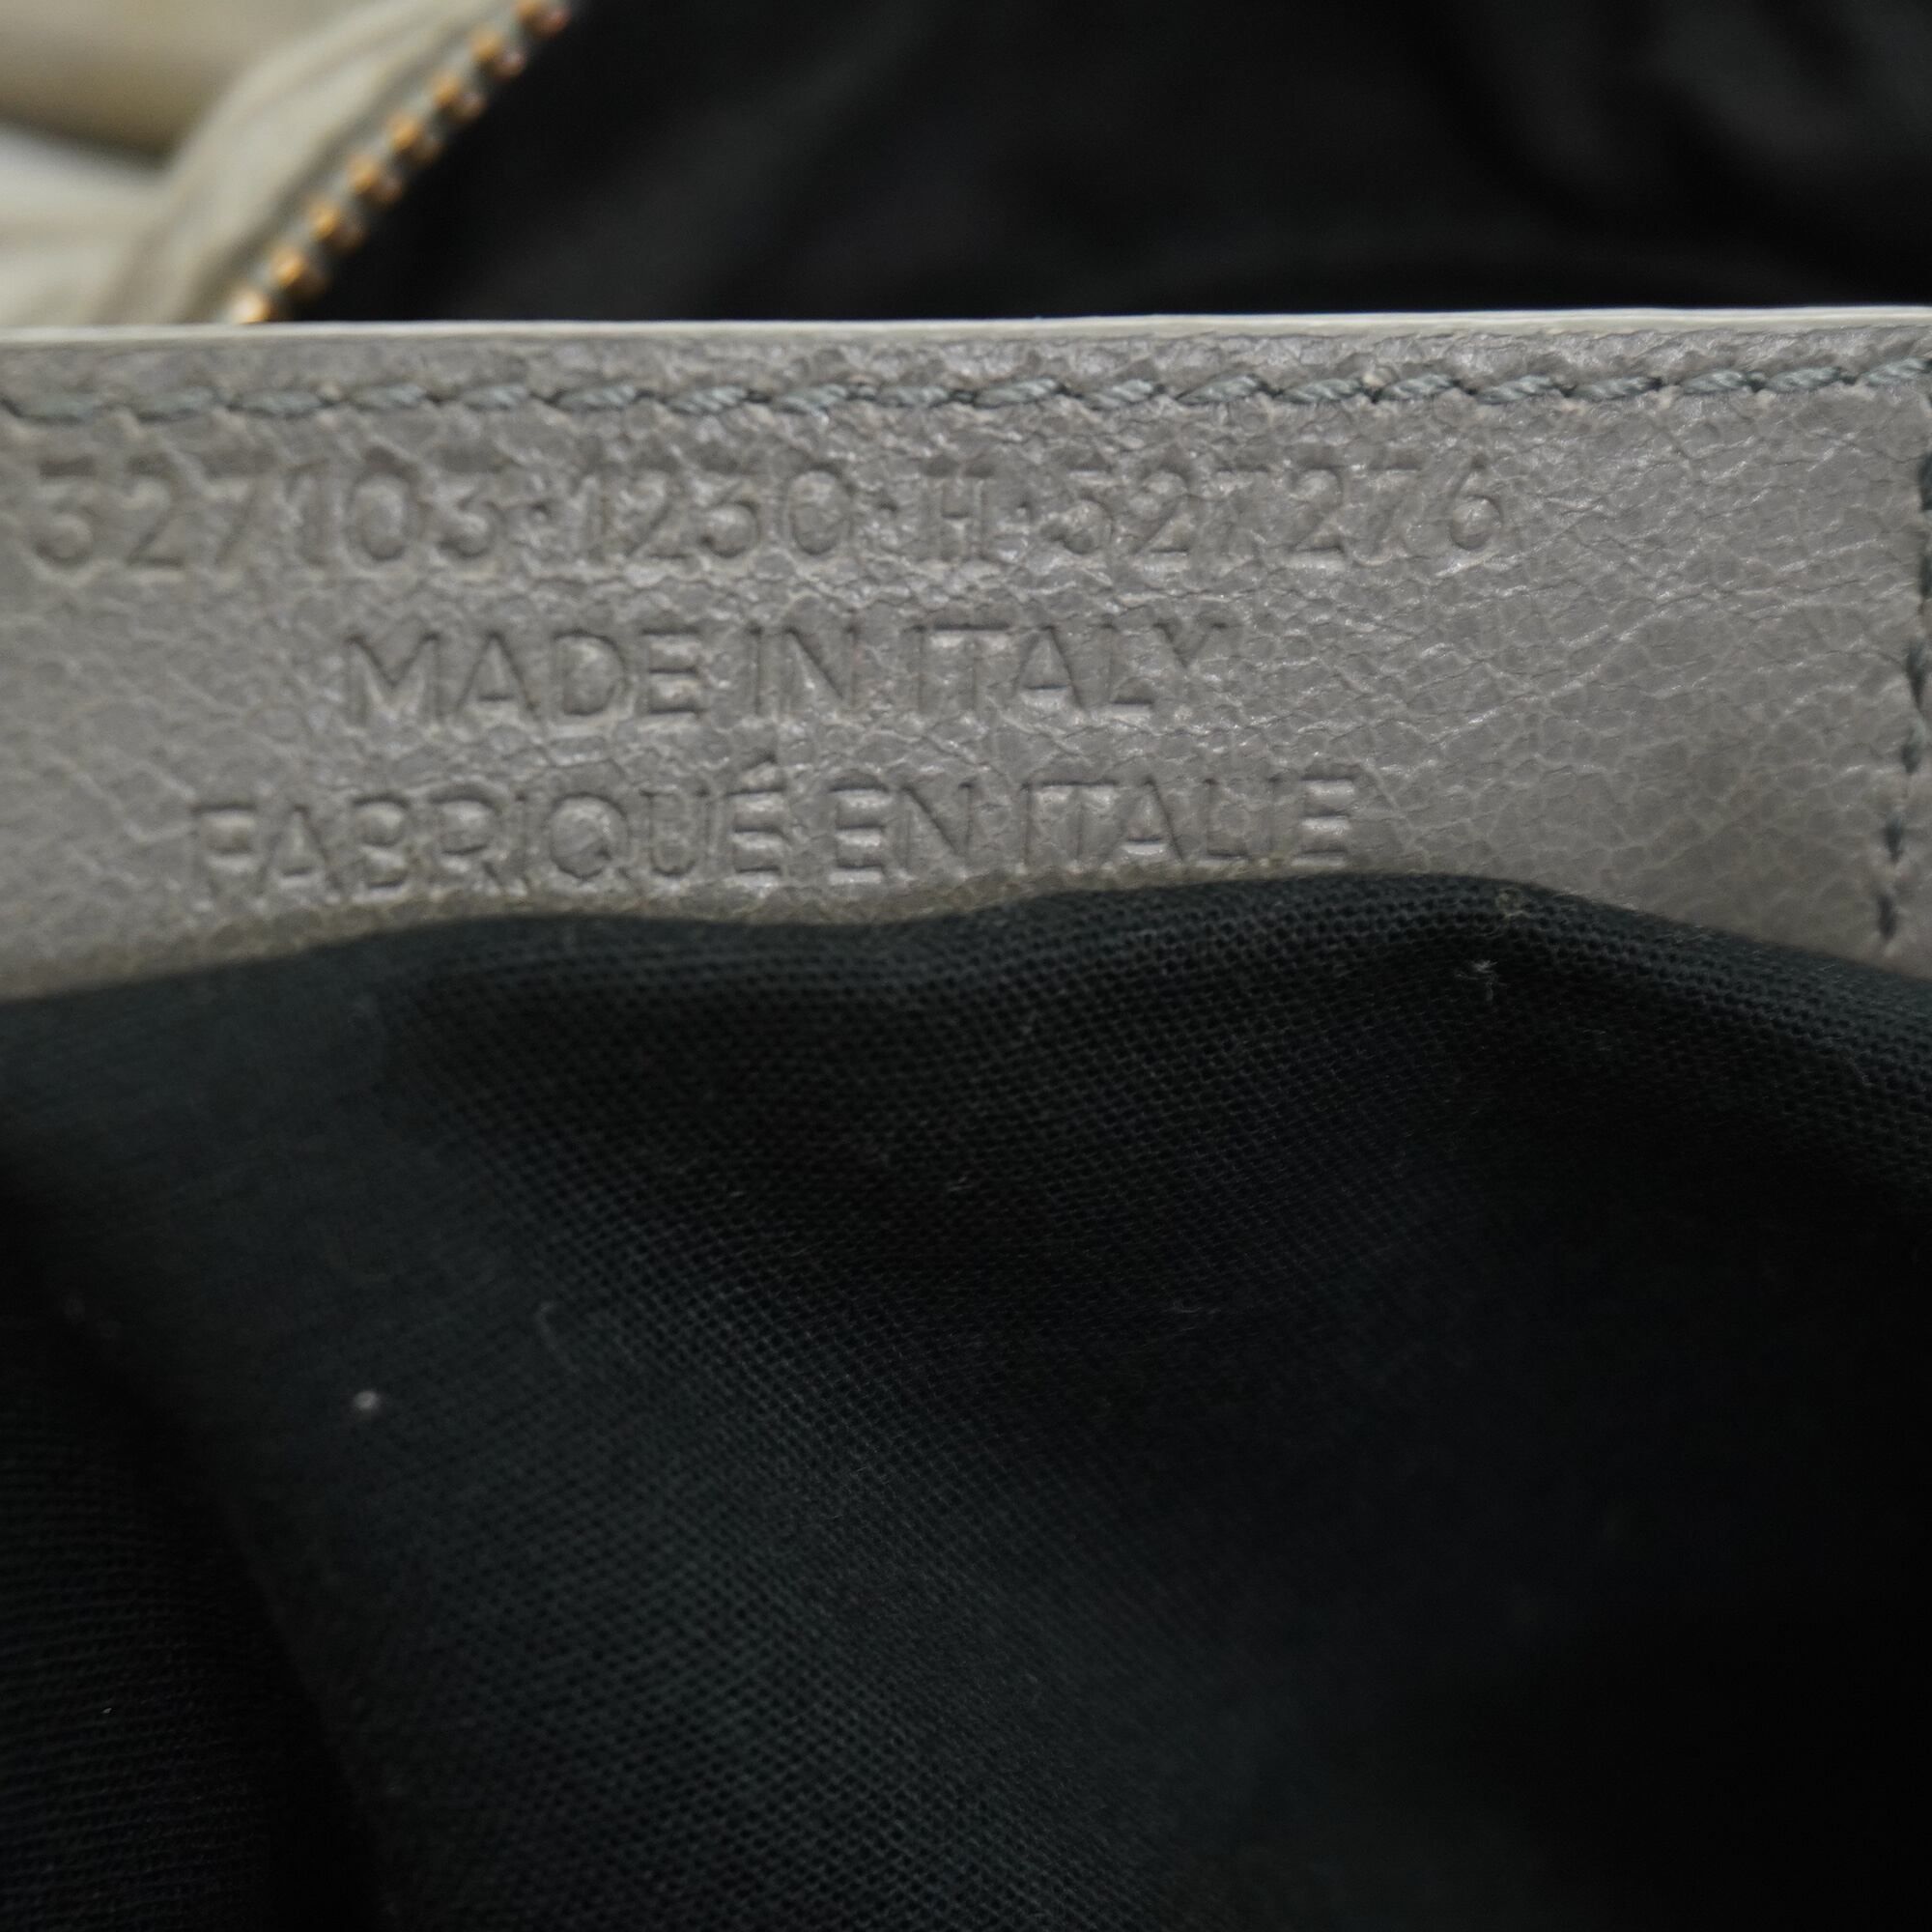 327103·1230·H·527276
MADE IN ITALY
FABRIQUÉ EN ITALIE